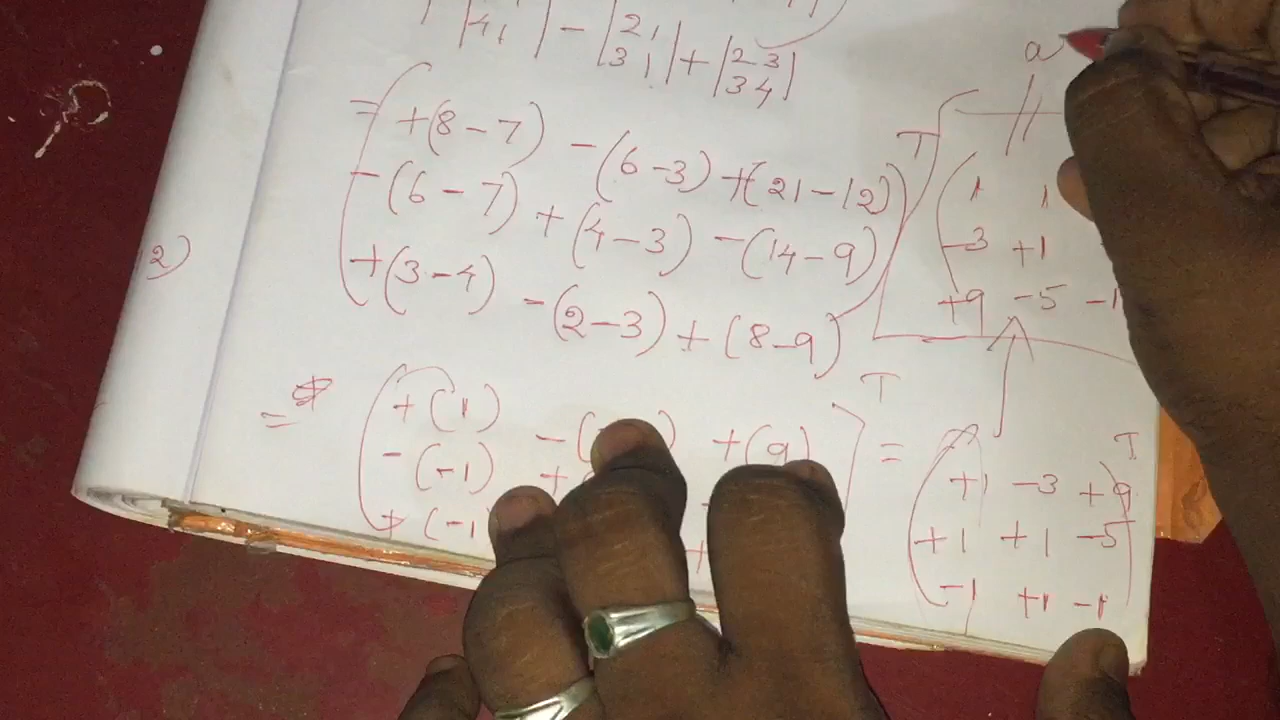 4 1 | - | 2 1 | + | 2 3 |
3 1 | 3 4 |
= ( +(8-7) -(6-3) +(21-12) ) T
-(6-7) +(4-3) -(14-9)
+(3-4) -(2-3) +(8-9)
2)
= ( +(1) -( ) +(9) ) T
-(-1) +
+(-1) +
= ( +1 -3 +9 ) T
+1 +1 -5
-1 +1 -1
a
( 1 1
-3 +1
+9 -5 -1